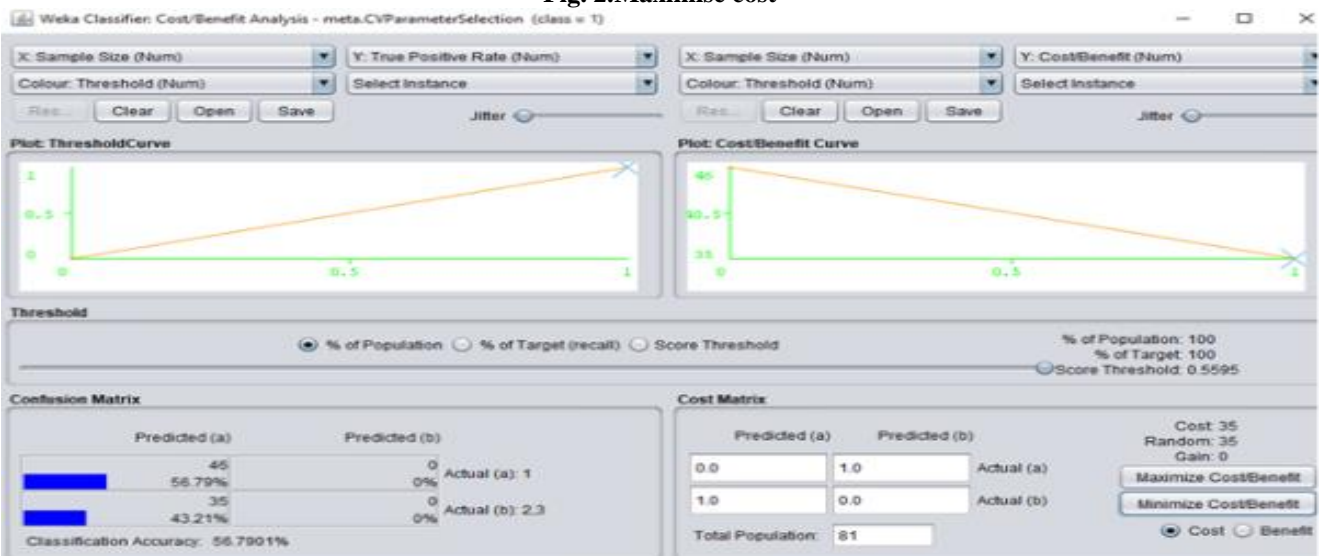 Fig. 2.Maximise cost
Weka Classifier: Cost/Benefit Analysis - meta.CVParameterSelection (class = 1)
X: Sample Size (Num)
Y: True Positive Rate (Num)
X: Sample Size (Num)
Y: Cost/Benefit (Num)
Colour: Threshold (Num)
Select Instance
Colour: Threshold (Num)
Select Instance
Clear
Open
Save
Jitter
Clear
Open
Save
Jitter
Plot: ThresholdCurve
Plot: Cost/Benefit Curve
1
0.5
0
0
0.5
1
46
40.5
35
0
0.5
1
Threshold
% of Population
% of Target (recall)
Score Threshold
% of Population: 100
% of Target: 100
Score Threshold: 0.5595
Confusion Matrix
Predicted (a) Predicted (b)
46 0 Actual (a): 1
56.79% 0%
35 0 Actual (b): 2,3
43.21% 0%
Classification Accuracy: 56.7901%
Cost Matrix
Predicted (a) Predicted (b)
0.0 1.0 Actual (a)
1.0 0.0 Actual (b)
Total Population: 81
Cost: 35
Random: 35
Gain: 0
Maximize Cost/Benefit
Minimize Cost/Benefit
Cost Benefit